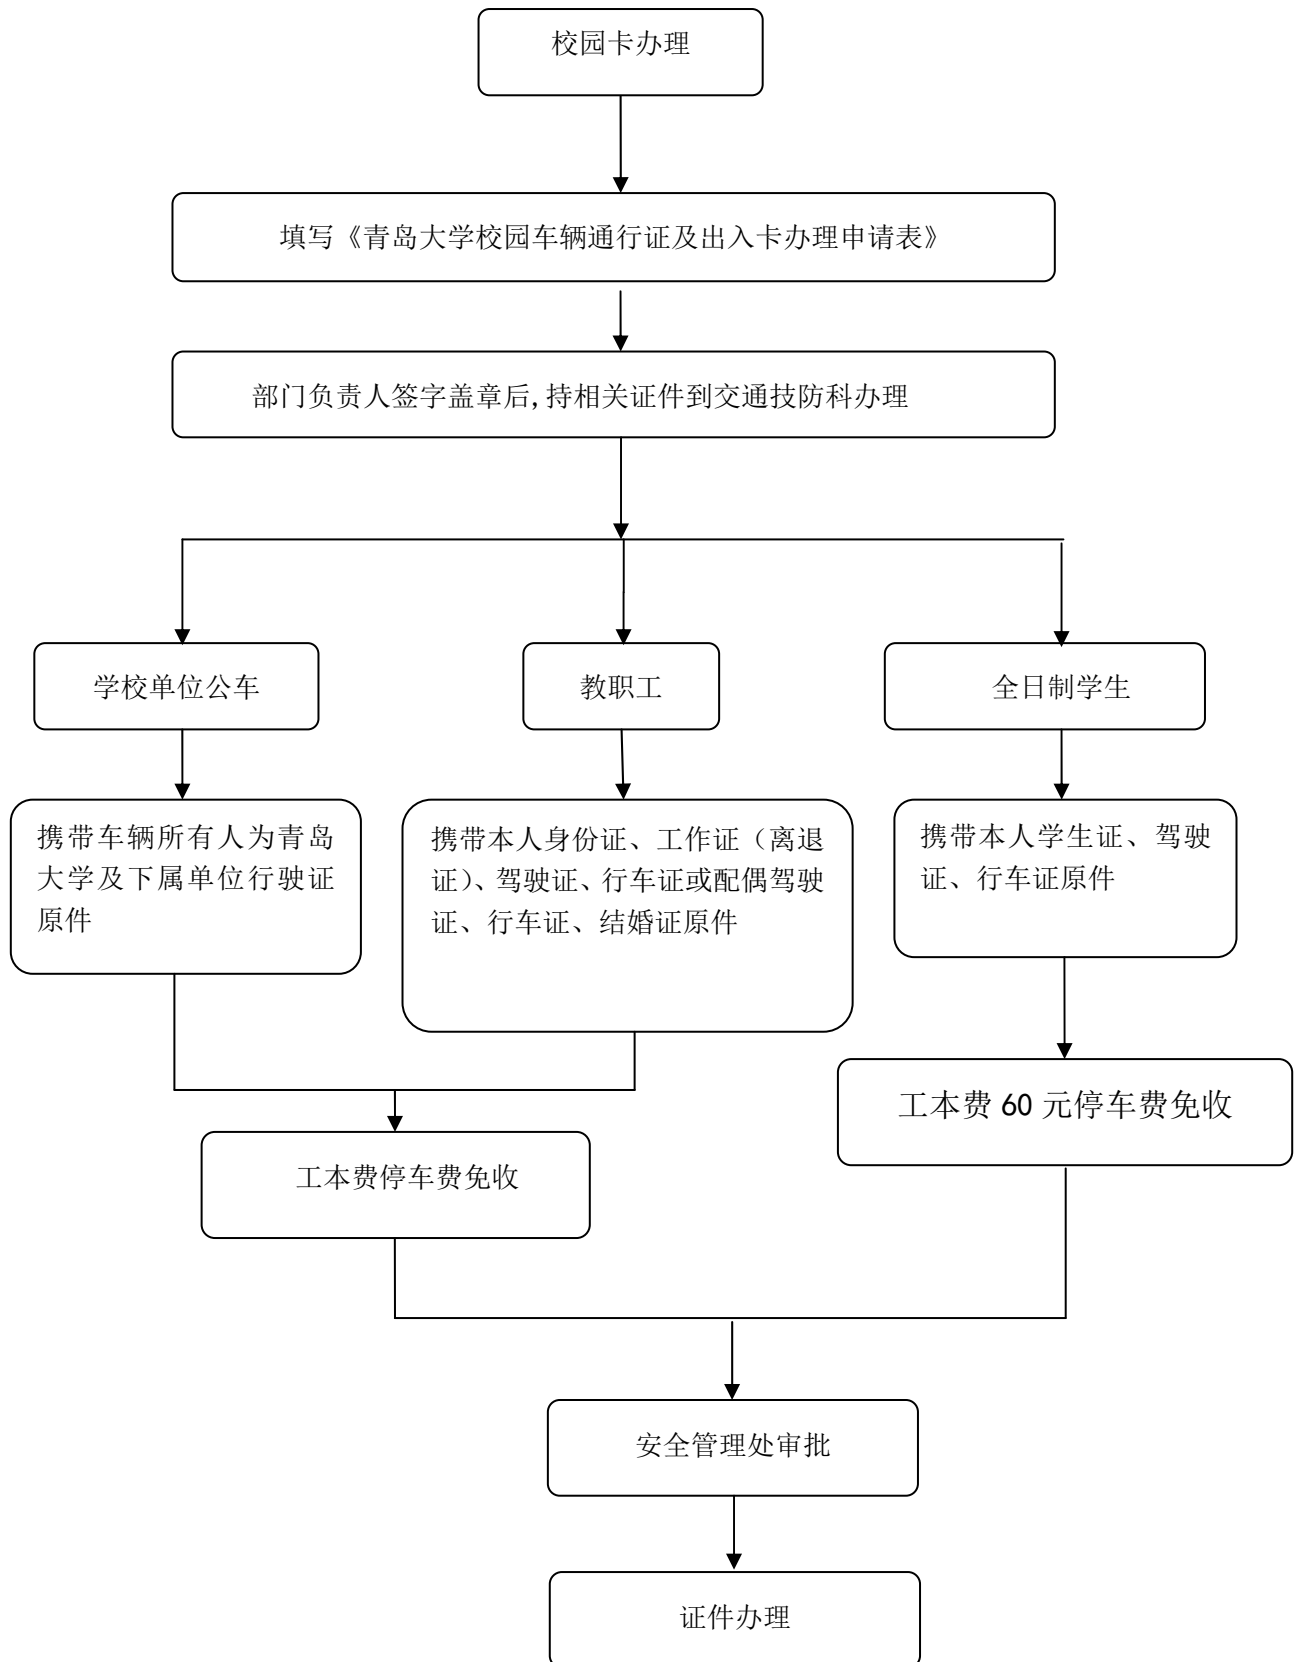 校园卡办理
填写《青岛大学校园车辆通行证及出入卡办理申请表》
部门负责人签字盖章后,持相关证件到交通技防科办理
学校单位公车
教职工
全日制学生
携带车辆所有人为青岛
大学及下属单位行驶证
原件
携带本人身份证、工作证（离退
证）、驾驶证、行车证或配偶驾驶
证、行车证、结婚证原件
携带本人学生证、驾驶
证、行车证原件
工本费 60 元停车费免收
工本费停车费免收
安全管理处审批
证件办理